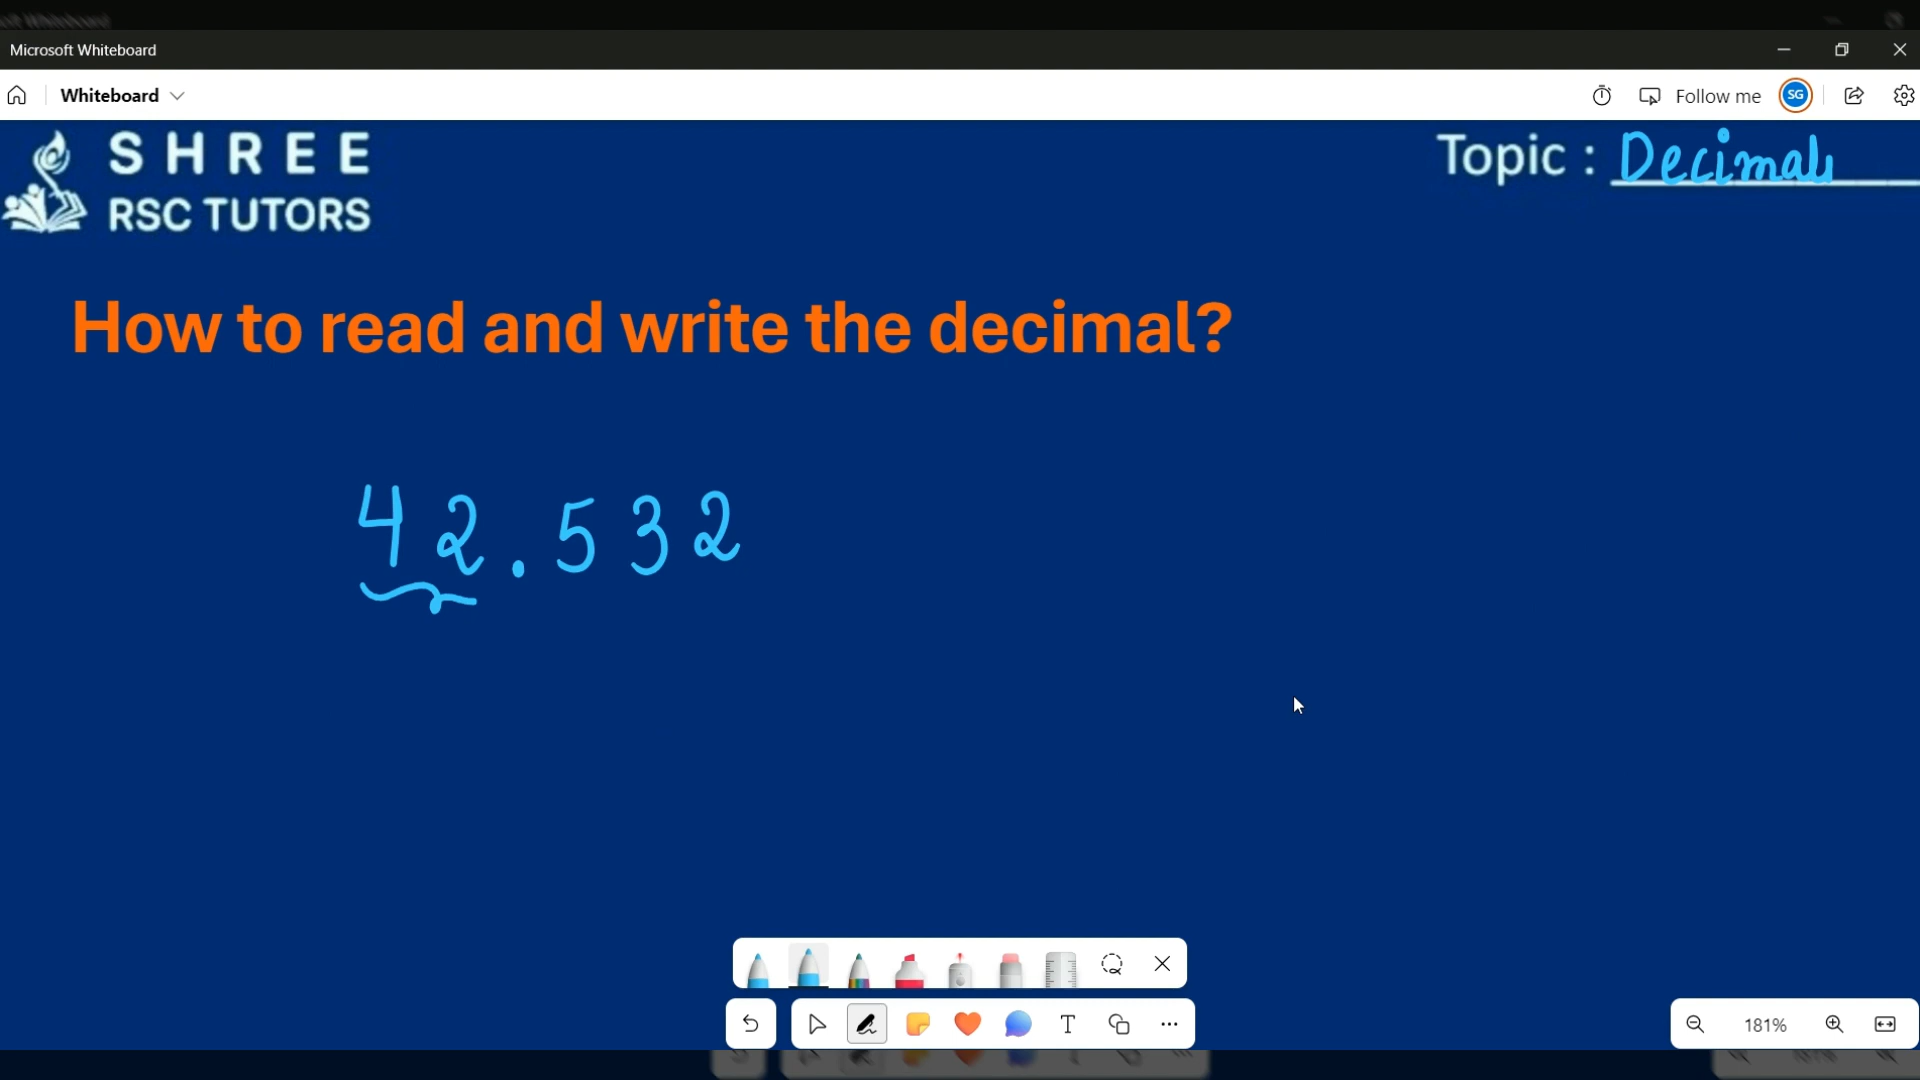 Microsoft Whiteboard
Whiteboard
Follow me
SG
SHREE
RSC TUTORS
Topic : Decimals
How to read and write the decimal?
42.532
181%